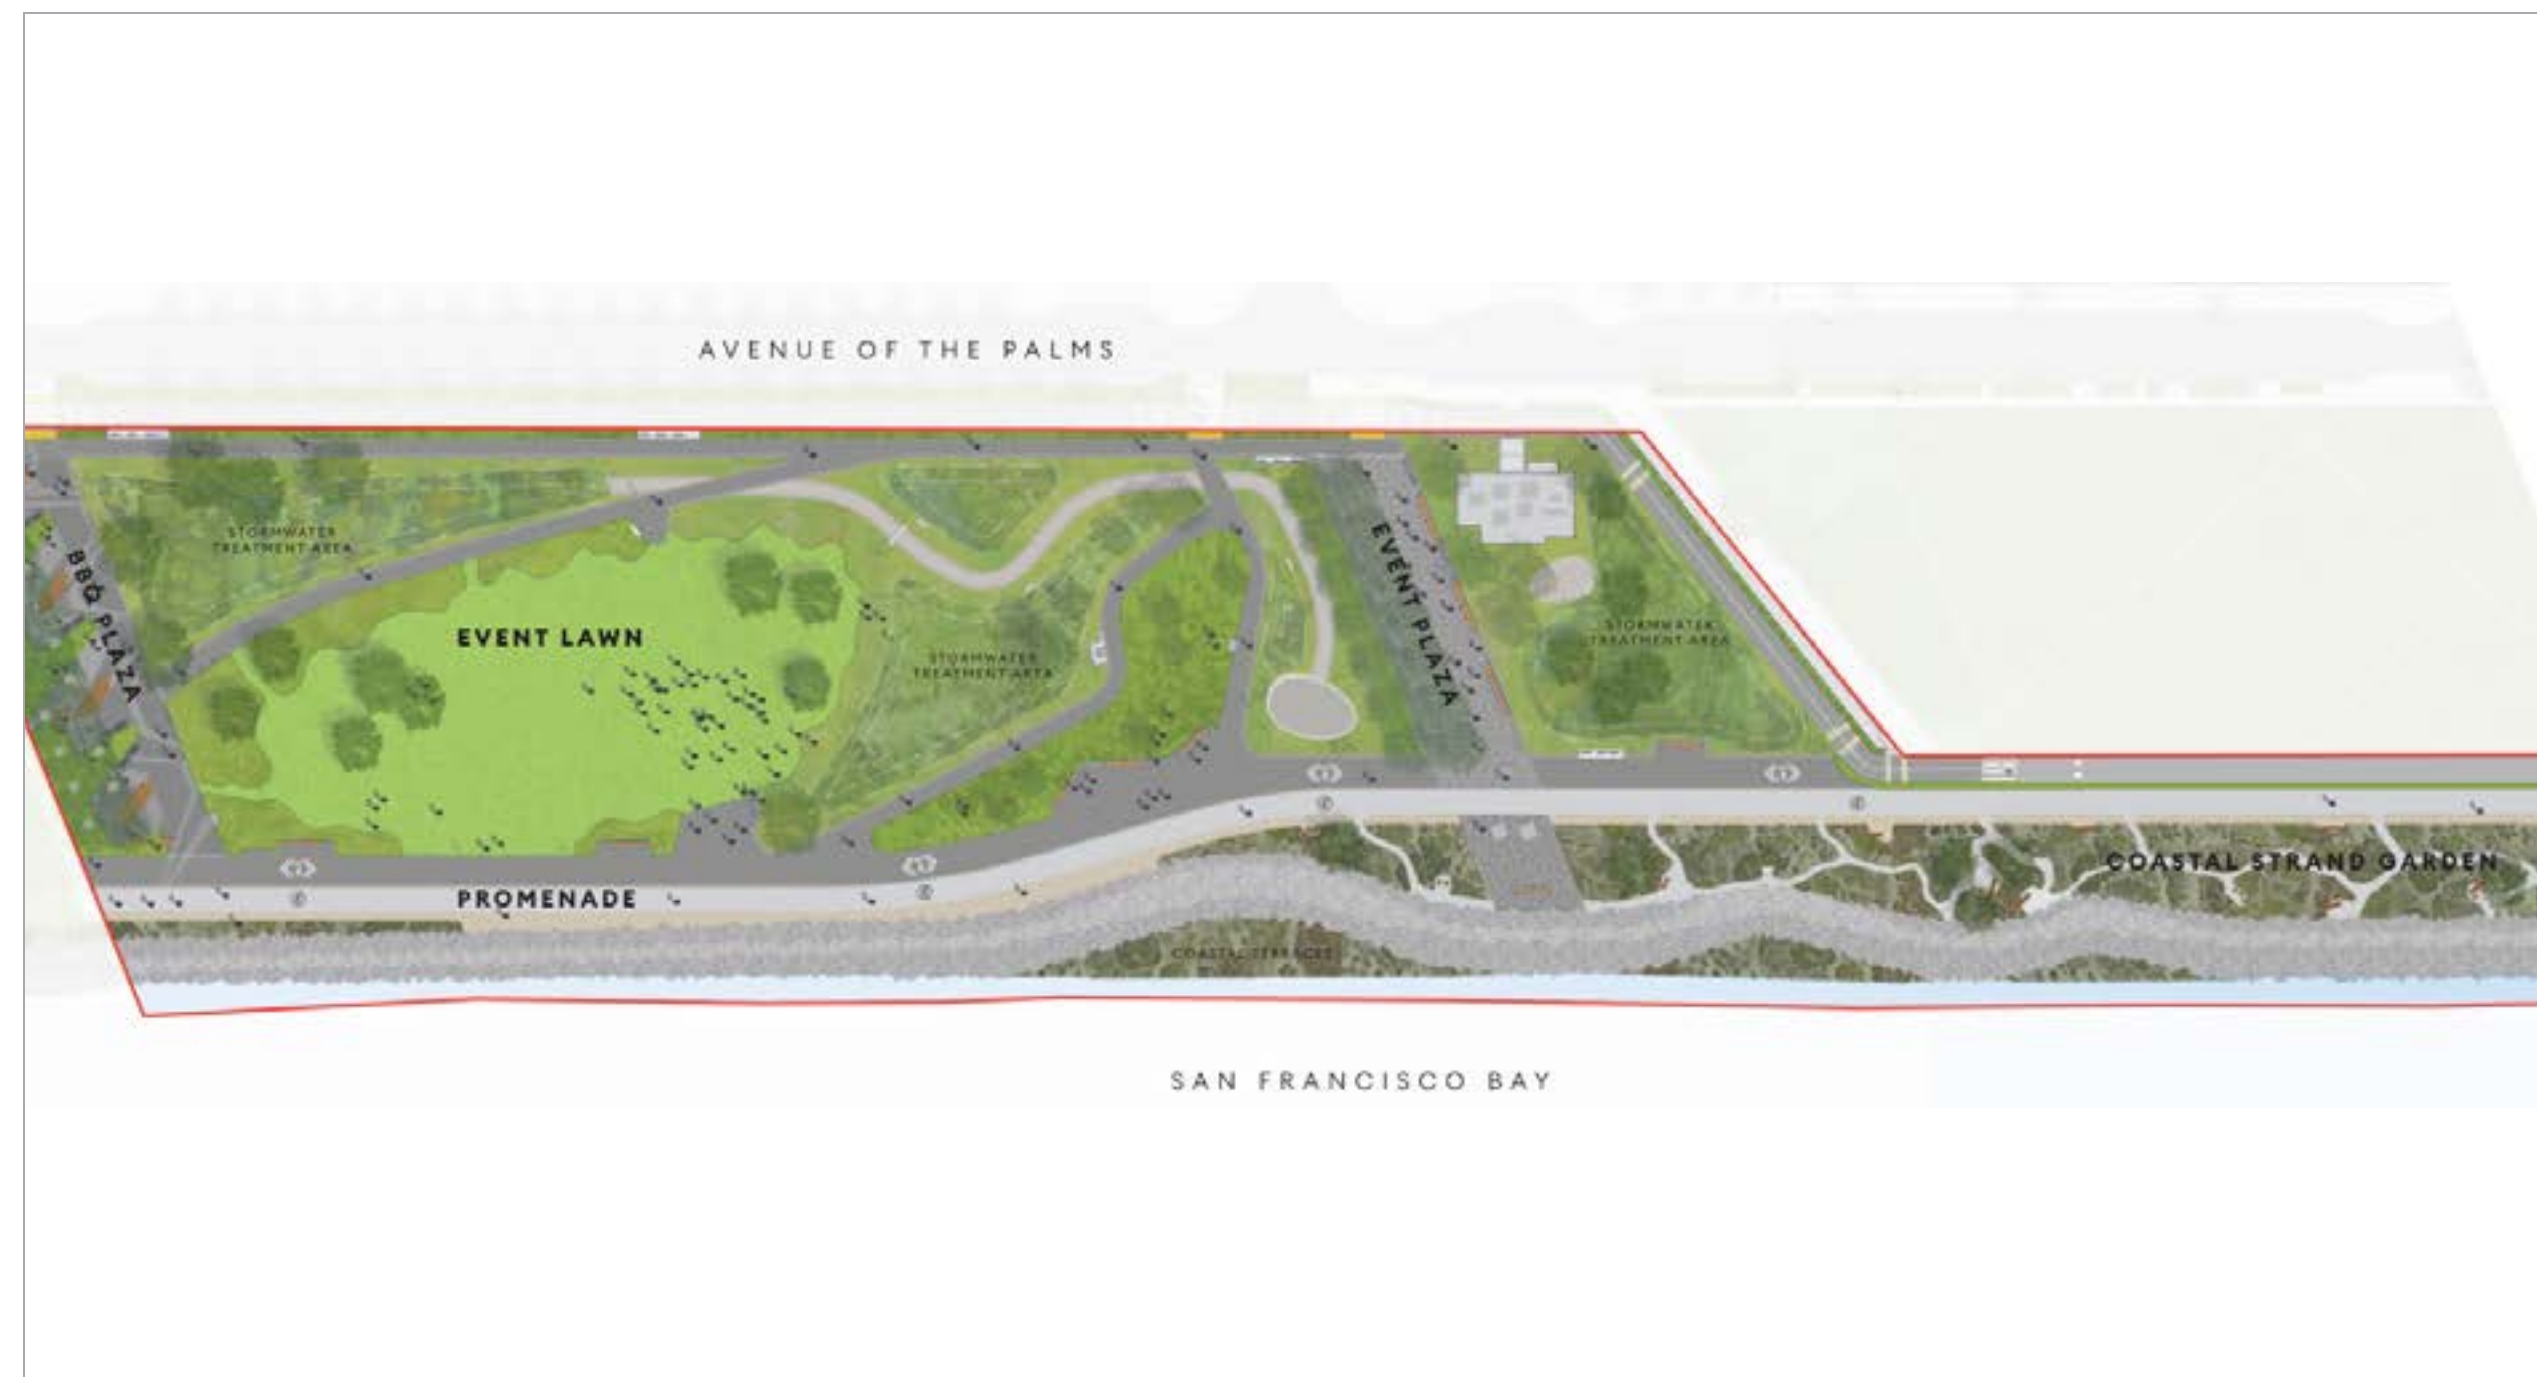 AVENUE OF THE PALMS
STORMWATER
TREATMENT AREA
BBQ PLAZA
EVENT LAWN
STORMWATER
TREATMENT AREA
EVENT PLAZA
STORMWATER
TREATMENT AREA
PROMENADE
COASTAL STRAND GARDEN
COASTAL TERRACES
SAN FRANCISCO BAY